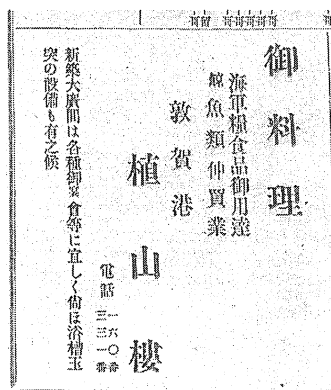 御料理
海軍糧食品御用達
鮮魚類仲買業
敦賀港
植山樓
電話 一六〇番
三三一番
新築大廣間は各種御宴會等に宜しく尙ほ浴槽玉
突の設備も有之候